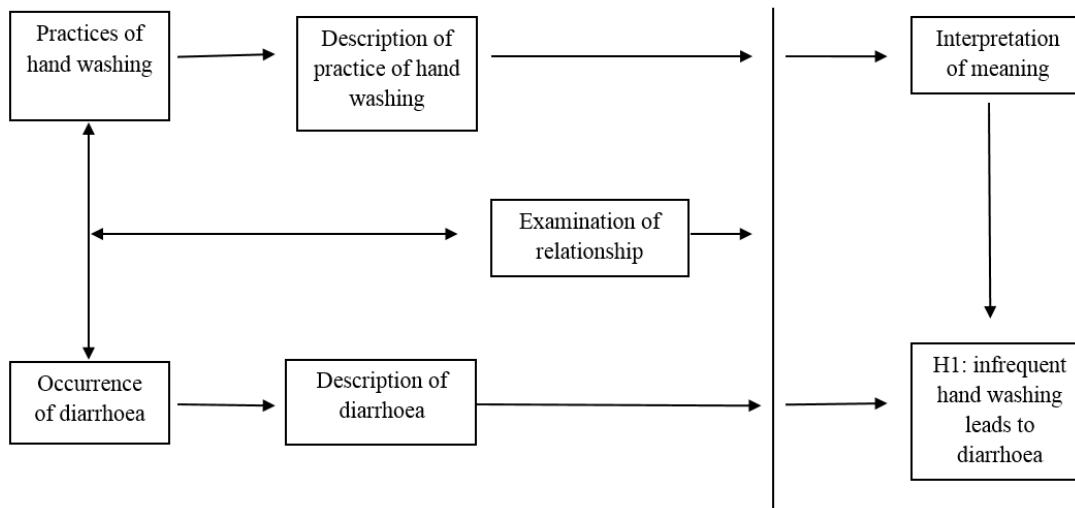 Practices of
hand washing
Description of
practice of hand
washing
Interpretation
of meaning
Examination of
relationship
Occurrence
of diarrhoea
Description of
diarrhoea
H1: infrequent
hand washing
leads to
diarrhoea